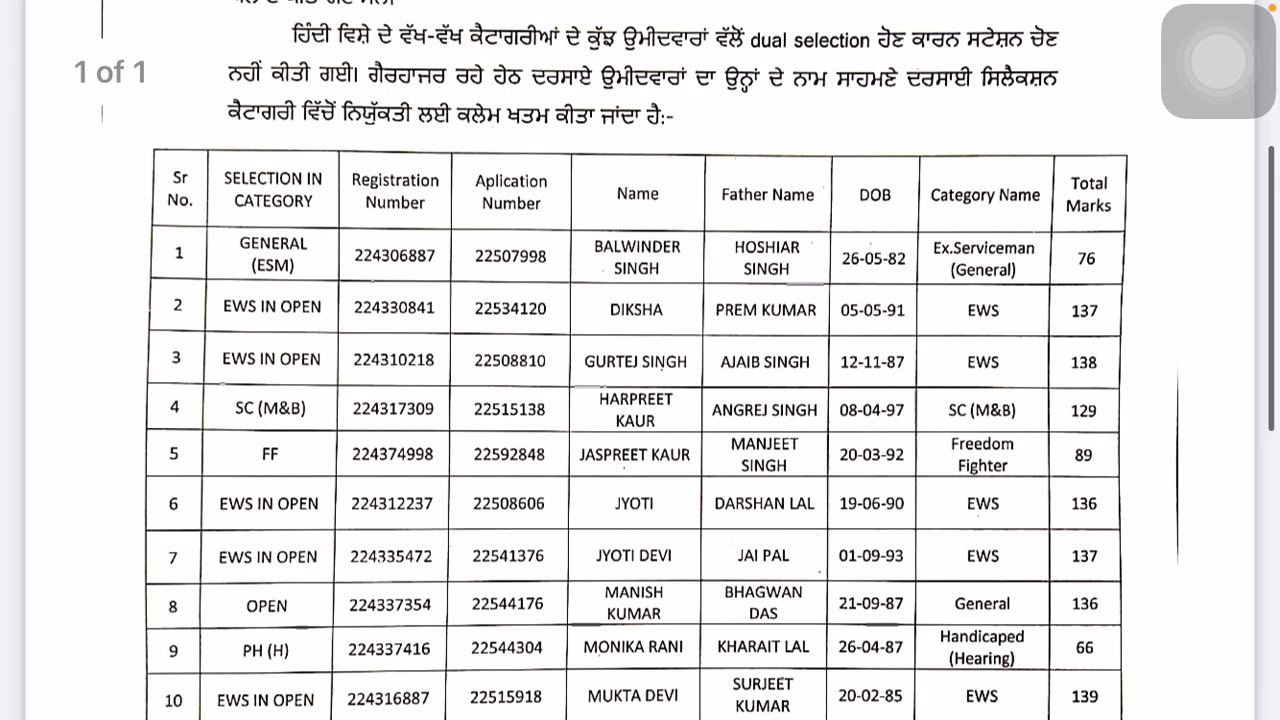 ਹਿੰਦੀ ਵਿਸ਼ੇ ਦੇ ਵੱਖ-ਵੱਖ ਕੈਟਾਗਰੀਆਂ ਦੇ ਕੁੱਝ ਉਮੀਦਵਾਰਾਂ ਵੱਲੋਂ dual selection ਹੋਣ ਕਾਰਨ ਸਟੇਸ਼ਨ ਚੋਣ
1 of 1 ਨਹੀਂ ਕੀਤੀ ਗਈ। ਗੈਰਹਾਜਰ ਰਹੇ ਹੇਠ ਦਰਸਾਏ ਉਮੀਦਵਾਰਾਂ ਦਾ ਉਨ੍ਹਾਂ ਦੇ ਨਾਮ ਸਾਹਮਣੇ ਦਰਸਾਈ ਸਿਲੈਕਸ਼ਨ
ਕੈਟਾਗਰੀ ਵਿੱਚੋਂ ਨਿਯੁੱਕਤੀ ਲਈ ਕਲੇਮ ਖਤਮ ਕੀਤਾ ਜਾਂਦਾ ਹੈ:-
Sr No. SELECTION IN CATEGORY Registration Number Aplication Number Name Father Name DOB Category Name Total Marks
1 GENERAL (ESM) 224306887 22507998 BALWINDER SINGH HOSHIAR SINGH 26-05-82 Ex.Serviceman (General) 76
2 EWS IN OPEN 224330841 22534120 DIKSHA PREM KUMAR 05-05-91 EWS 137
3 EWS IN OPEN 224310218 22508810 GURTEJ SINGH AJAIB SINGH 12-11-87 EWS 138
4 SC (M&B) 224317309 22515138 HARPREET KAUR ANGREJ SINGH 08-04-97 SC (M&B) 129
5 FF 224374998 22592848 JASPREET KAUR MANJEET SINGH 20-03-92 Freedom Fighter 89
6 EWS IN OPEN 224312237 22508606 JYOTI DARSHAN LAL 19-06-90 EWS 136
7 EWS IN OPEN 224335472 22541376 JYOTI DEVI JAI PAL 01-09-93 EWS 137
8 OPEN 224337354 22544176 MANISH KUMAR BHAGWAN DAS 21-09-87 General 136
9 PH (H) 224337416 22544304 MONIKA RANI KHARAIT LAL 26-04-87 Handicaped (Hearing) 66
10 EWS IN OPEN 224316887 22515918 MUKTA DEVI SURJEET KUMAR 20-02-85 EWS 139